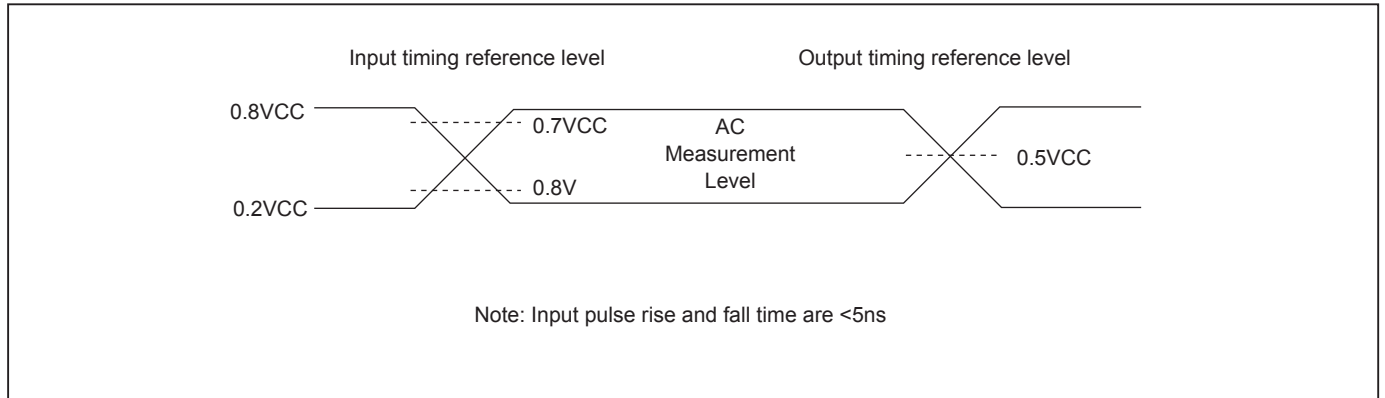 Input timing reference level
Output timing reference level
0.8VCC
0.7VCC
AC
Measurement
Level
0.5VCC
0.8V
0.2VCC
Note: Input pulse rise and fall time are <5ns